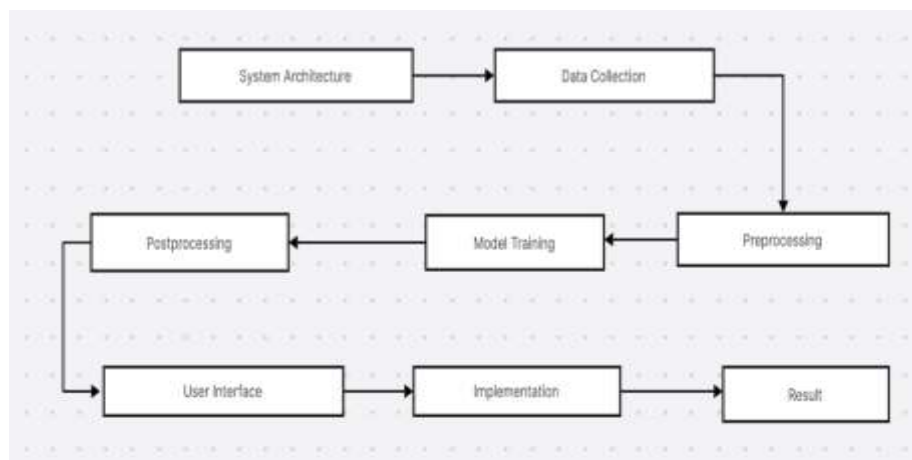 System Architecture
Data Collection
Preprocessing
Model Training
Postprocessing
User Interface
Implementation
Result